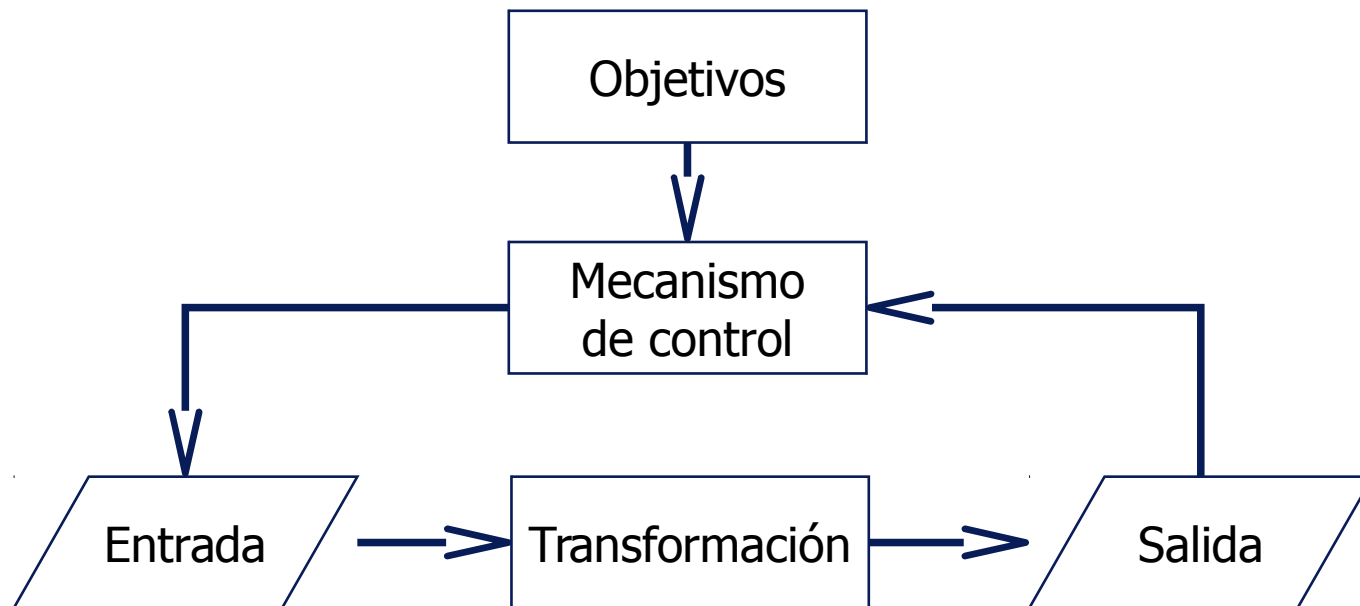 Objetivos
Mecanismo
de control
Entrada
Transformación
Salida